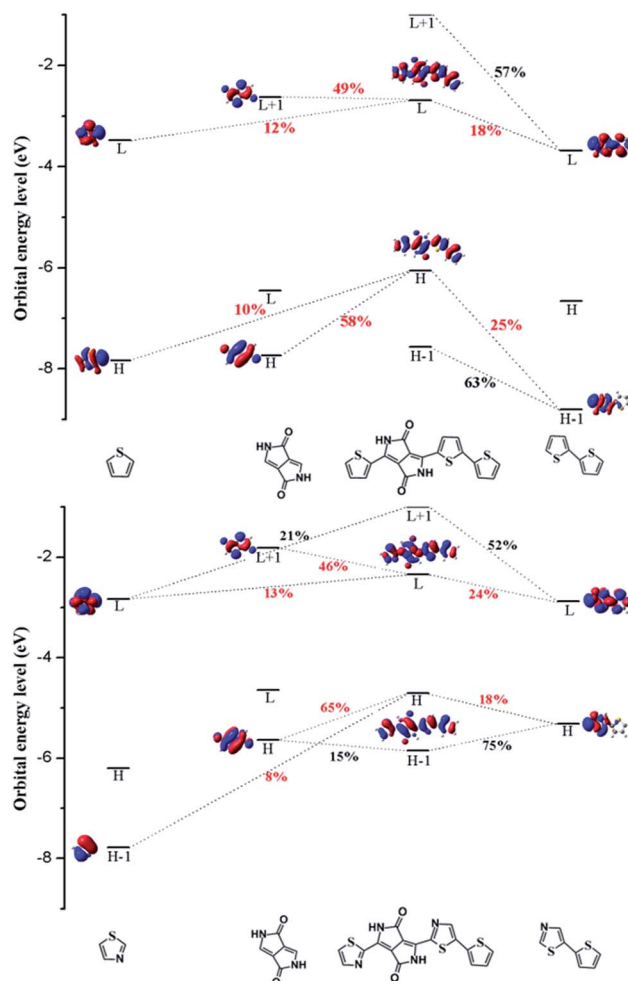 L+1
-2
57%
49%
L+1
L
12%
18%
L
L
-4
Orbital energy level (eV)
-6
L
H
H
10%
58%
25%
H
H
H-1
-8
63%
H-1
S
HN
O
NH
O
S
HN
O
S
S
O
NH
S
S
L+1
21%
-2
L+1
52%
46%
L
L
13%
24%
L
Orbital energy level (eV)
-4
L
65%
H
18%
H
H
-6
H
15%
H-1
75%
8%
-8
H-1
S
N
HN
O
NH
O
S
N
HN
O
N
S
S
O
NH
N
S
S